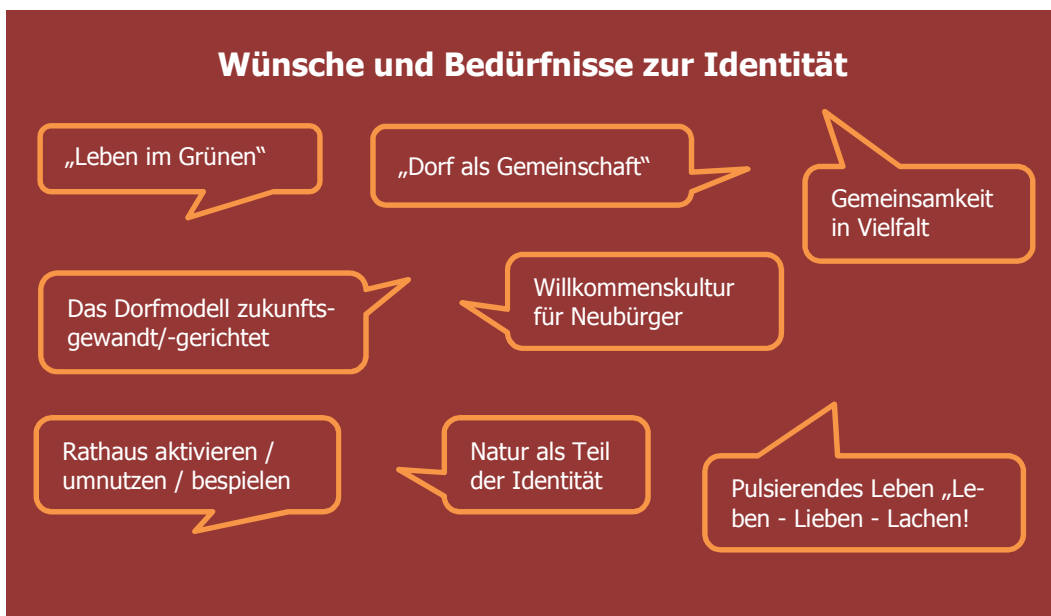 Wünsche und Bedürfnisse zur Identität
„Leben im Grünen“
„Dorf als Gemeinschaft“
Gemeinsamkeit
in Vielfalt
Das Dorfmodell zukunfts-
gewandt/-gerichtet
Willkommenskultur
für Neubürger
Rathaus aktivieren /
umnutzen / bespielen
Natur als Teil
der Identität
Pulsierendes Leben „Le-
ben - Lieben - Lachen!